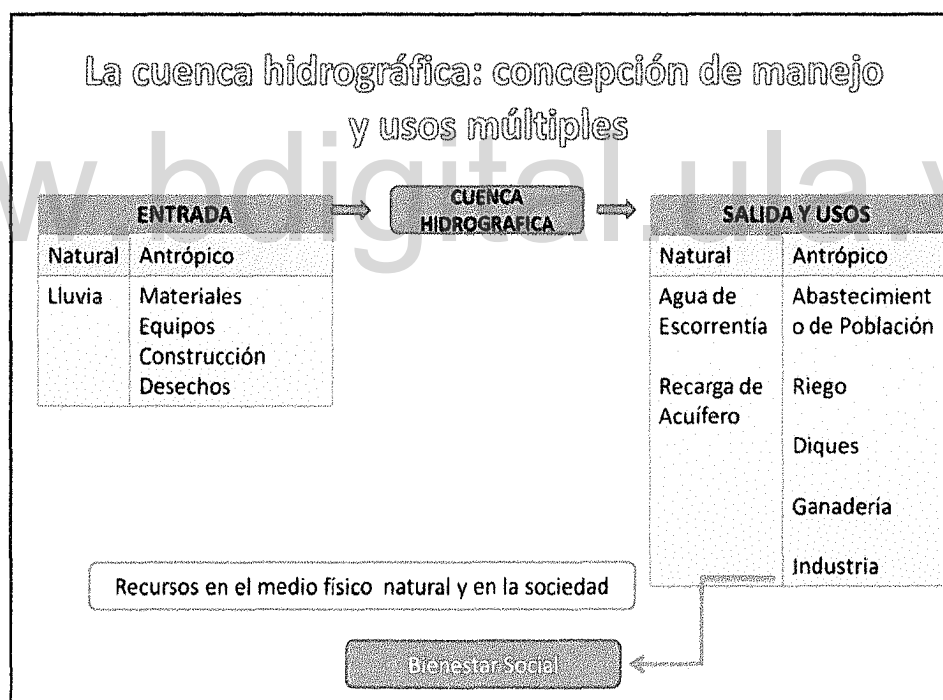 La cuenca hidrográfica: concepción de manejo
y usos múltiples
w.bdigital.ula.v
ENTRADA
Natural Antrópico
Lluvia Materiales
Equipos
Construcción
Desechos
CUENCA
HIDROGRAFICA
SALIDA Y USOS
Natural Antrópico
Agua de Abastecimient
Escorrentía o de Población
Recarga de Riego
Acuífero
Diques
Ganadería
Industria
Recursos en el medio físico natural y en la sociedad
Bienestar Social